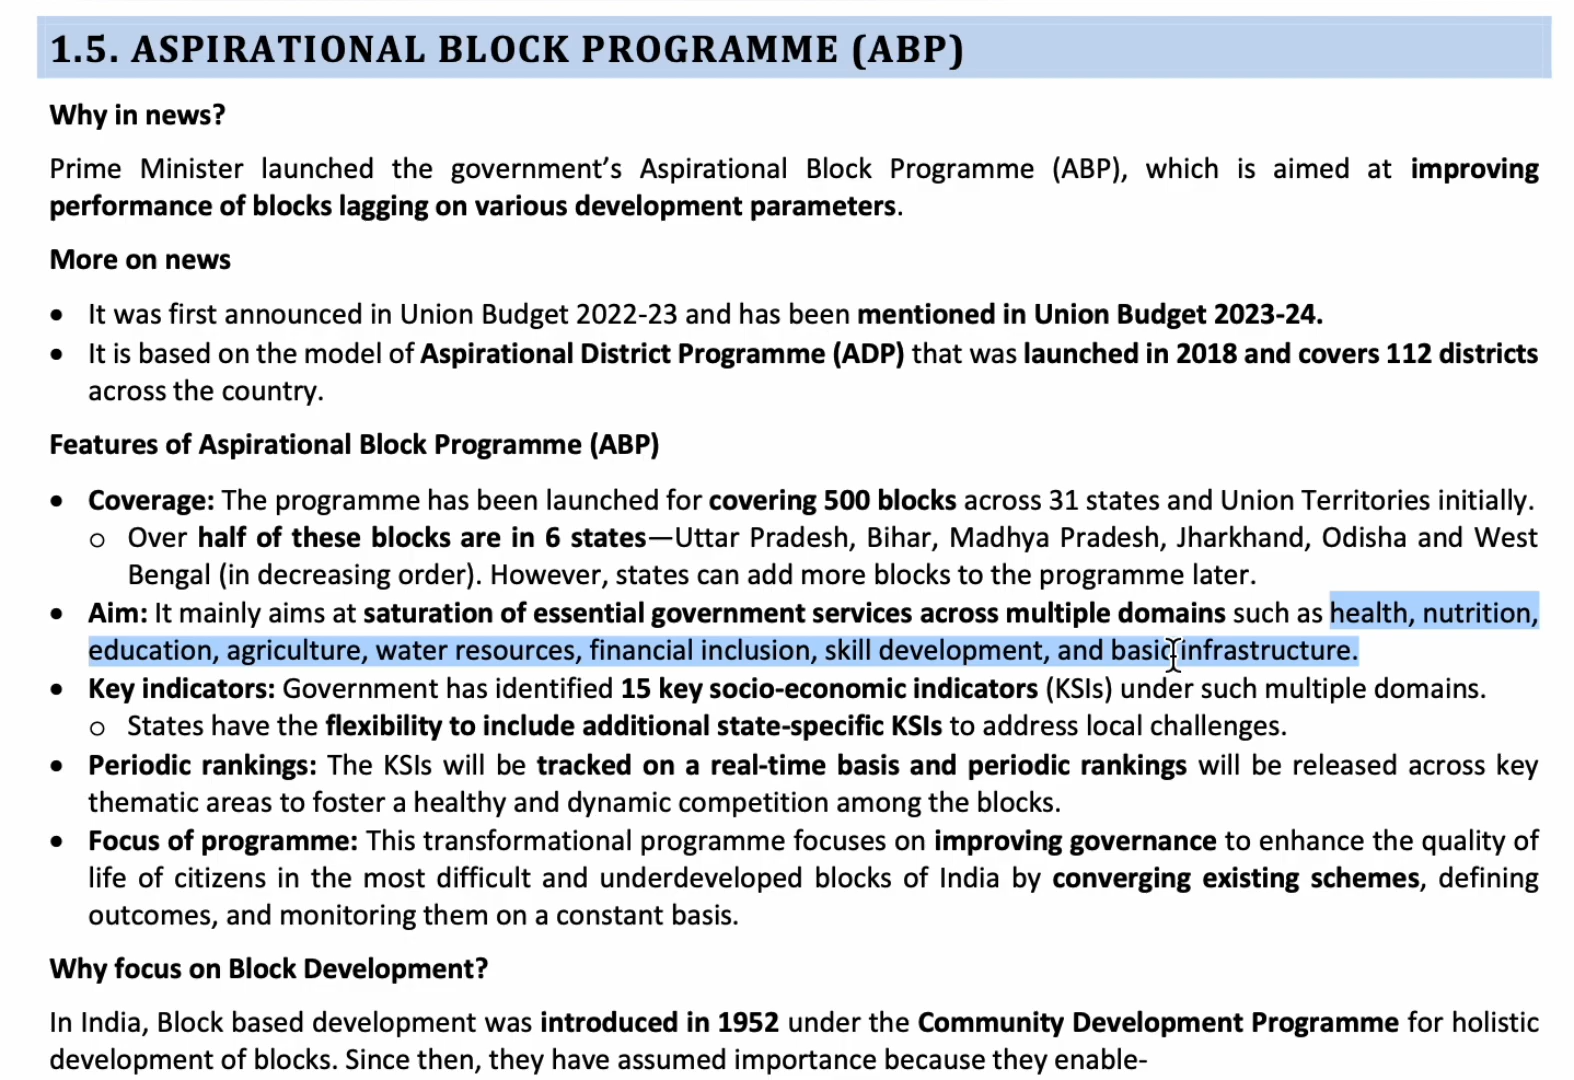 1.5. ASPIRATIONAL BLOCK PROGRAMME (ABP)
Why in news?
Prime Minister launched the government’s Aspirational Block Programme (ABP), which is aimed at improving
performance of blocks lagging on various development parameters.
More on news
• It was first announced in Union Budget 2022-23 and has been mentioned in Union Budget 2023-24.
• It is based on the model of Aspirational District Programme (ADP) that was launched in 2018 and covers 112 districts
across the country.
Features of Aspirational Block Programme (ABP)
• Coverage: The programme has been launched for covering 500 blocks across 31 states and Union Territories initially.
o Over half of these blocks are in 6 states—Uttar Pradesh, Bihar, Madhya Pradesh, Jharkhand, Odisha and West
Bengal (in decreasing order). However, states can add more blocks to the programme later.
• Aim: It mainly aims at saturation of essential government services across multiple domains such as health, nutrition,
education, agriculture, water resources, financial inclusion, skill development, and basic infrastructure.
• Key indicators: Government has identified 15 key socio-economic indicators (KSIs) under such multiple domains.
o States have the flexibility to include additional state-specific KSIs to address local challenges.
• Periodic rankings: The KSIs will be tracked on a real-time basis and periodic rankings will be released across key
thematic areas to foster a healthy and dynamic competition among the blocks.
• Focus of programme: This transformational programme focuses on improving governance to enhance the quality of
life of citizens in the most difficult and underdeveloped blocks of India by converging existing schemes, defining
outcomes, and monitoring them on a constant basis.
Why focus on Block Development?
In India, Block based development was introduced in 1952 under the Community Development Programme for holistic
development of blocks. Since then, they have assumed importance because they enable-